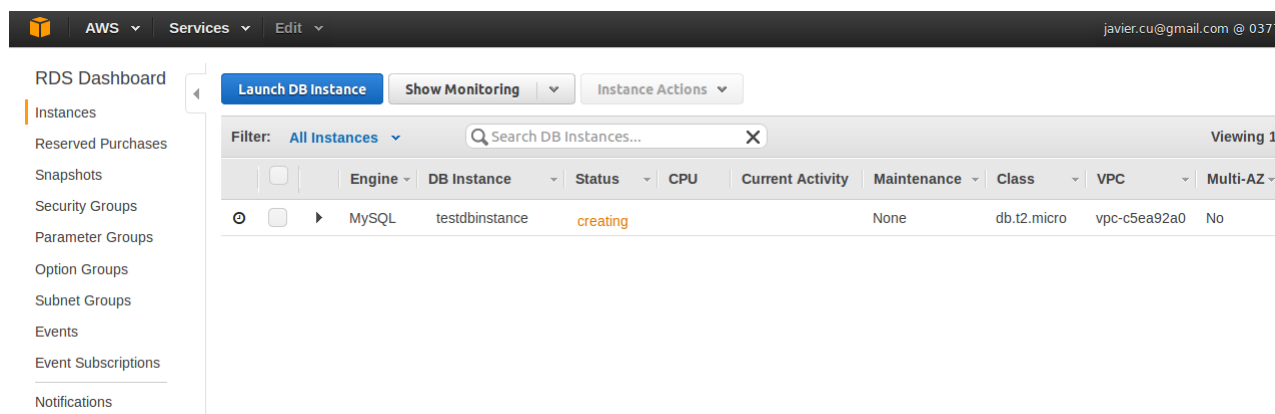 AWS Services Edit javier.cu@gmail.com @ 037
RDS Dashboard
Instances
Reserved Purchases
Snapshots
Security Groups
Parameter Groups
Option Groups
Subnet Groups
Events
Event Subscriptions
Notifications
Launch DB Instance Show Monitoring Instance Actions
Filter: All Instances Search DB Instances... Viewing 1
Engine DB Instance Status CPU Current Activity Maintenance Class VPC Multi-AZ
MySQL testdbinstance creating None db.t2.micro vpc-c5ea92a0 No